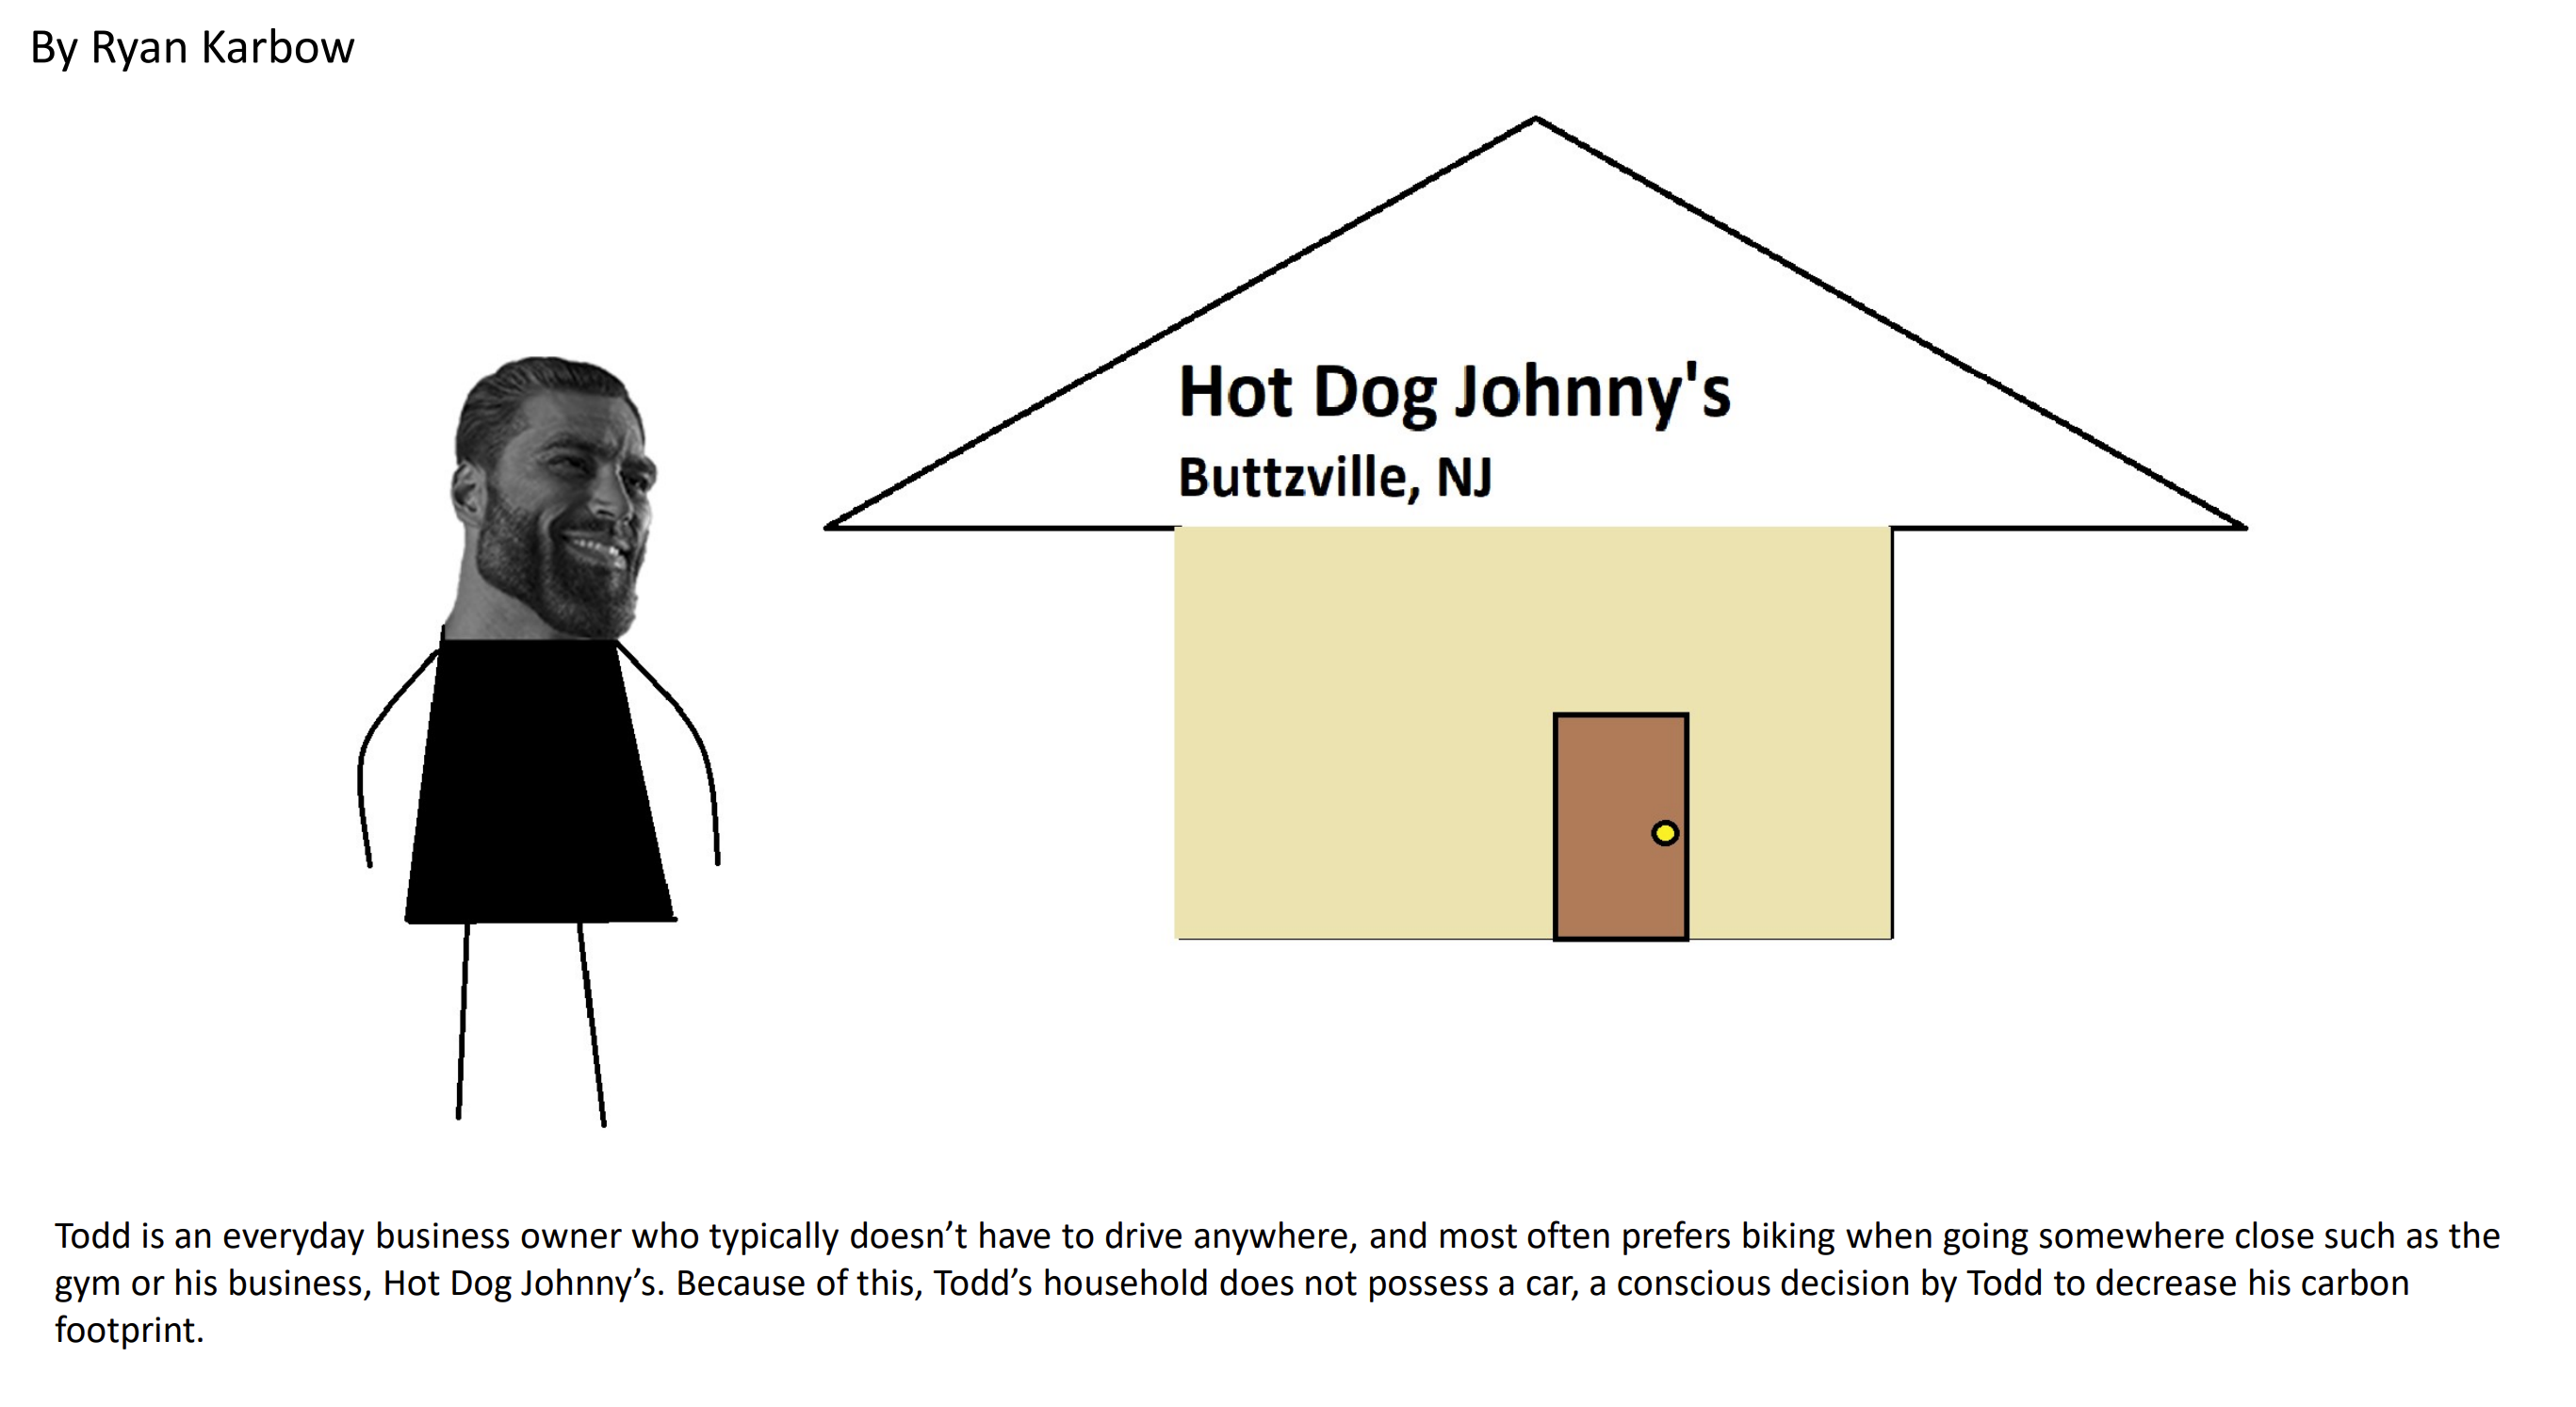 By Ryan Karbow
Hot Dog Johnny's
Buttzville, NJ
Todd is an everyday business owner who typically doesn’t have to drive anywhere, and most often prefers biking when going somewhere close such as the
gym or his business, Hot Dog Johnny’s. Because of this, Todd’s household does not possess a car, a conscious decision by Todd to decrease his carbon
footprint.